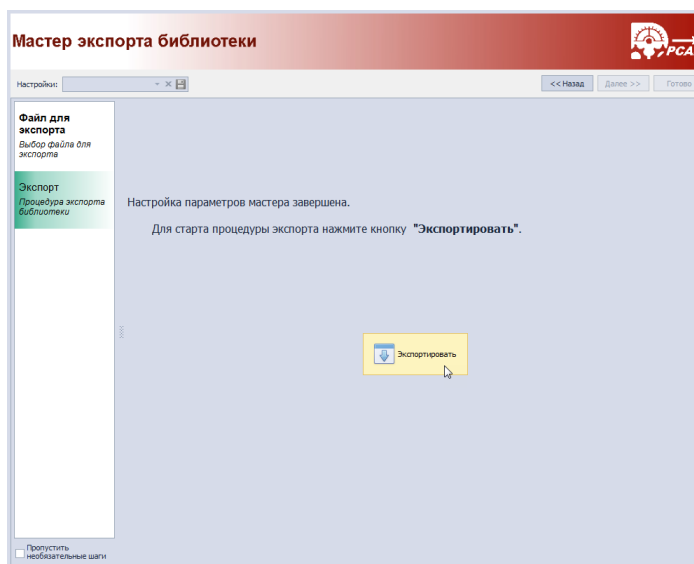 Мастер экспорта библиотеки
PCAD
Настройки:
<< Назад
Далее >>
Готово
Файл для
экспорта
Выбор файла для
экспорта
Экспорт
Процедура экспорта
библиотеки
Настройка параметров мастера завершена.
Для старта процедуры экспорта нажмите кнопку "Экспортировать".
Экспортировать
Пропустить
необязательные шаги